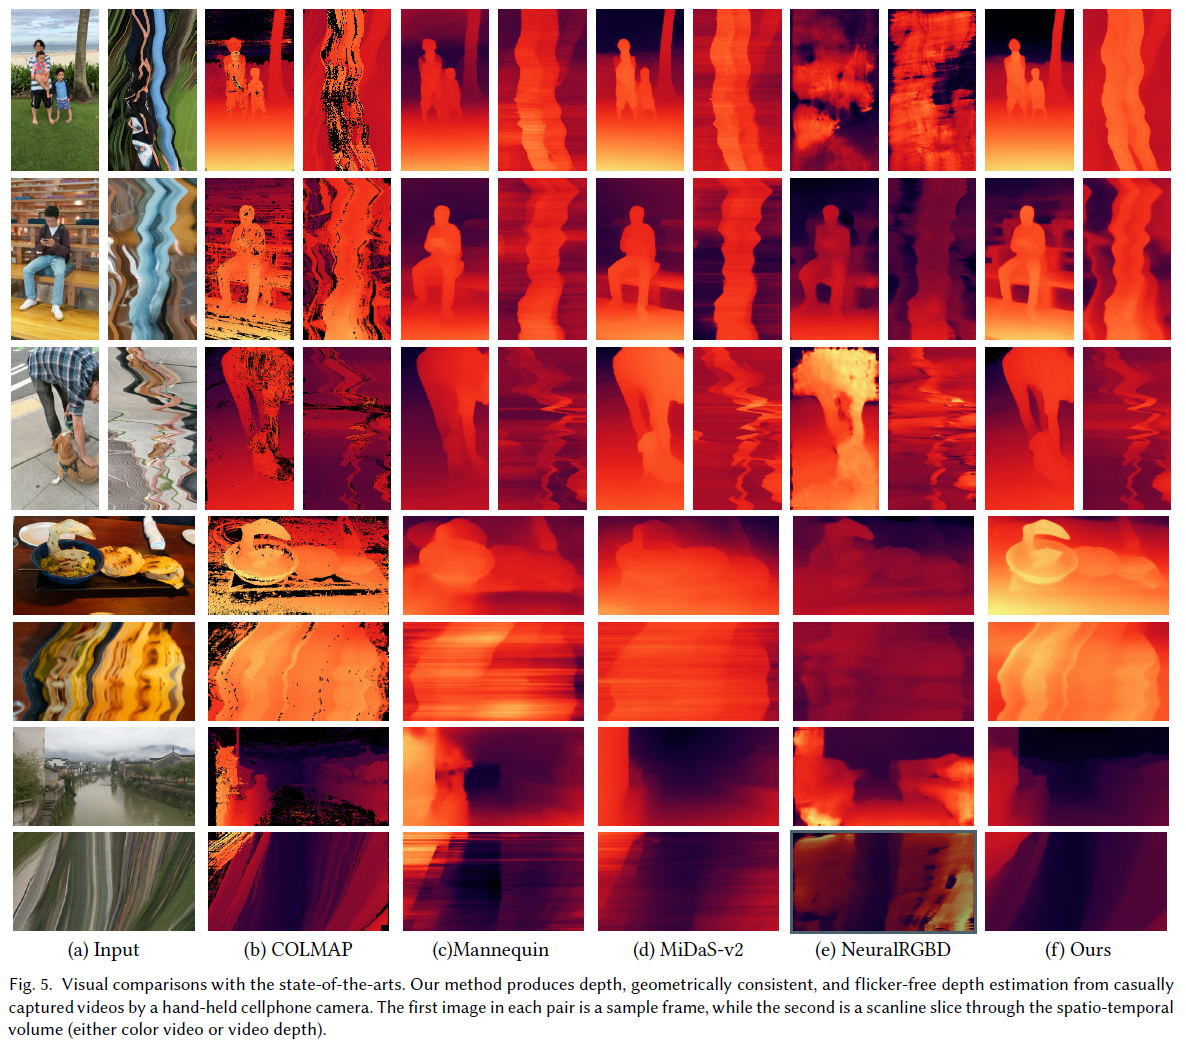 (a) Input
(b) COLMAP
(c)Mannequin
(d) MiDaS-v2
(e) NeuralRGBD
(f) Ours
Fig. 5. Visual comparisons with the state-of-the-arts. Our method produces depth, geometrically consistent, and flicker-free depth estimation from casually
captured videos by a hand-held cellphone camera. The first image in each pair is a sample frame, while the second is a scanline slice through the spatio-temporal
volume (either color video or video depth).